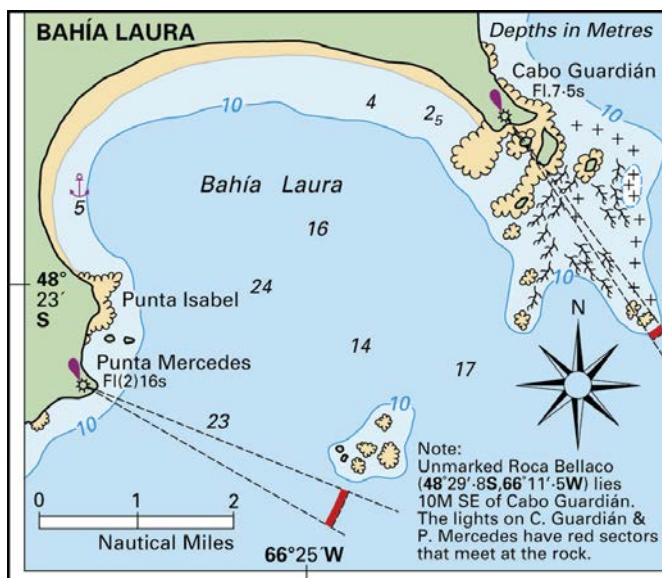 BAHÍA LAURA
Depths in Metres
Cabo Guardián
Fl.7·5s
10
10
4
2₅
5
Bahía Laura
16
48°
23′
S
24
Punta Isabel
10
N
14
Punta Mercedes
Fl(2)16s
17
10
23
10
Note:
Unmarked Roca Bellaco
(48°29′·8S,66°11′·5W) lies
10M SE of Cabo Guardián.
The lights on C. Guardián &
P. Mercedes have red sectors
that meet at the rock.
0 1 2
Nautical Miles
66°25′W